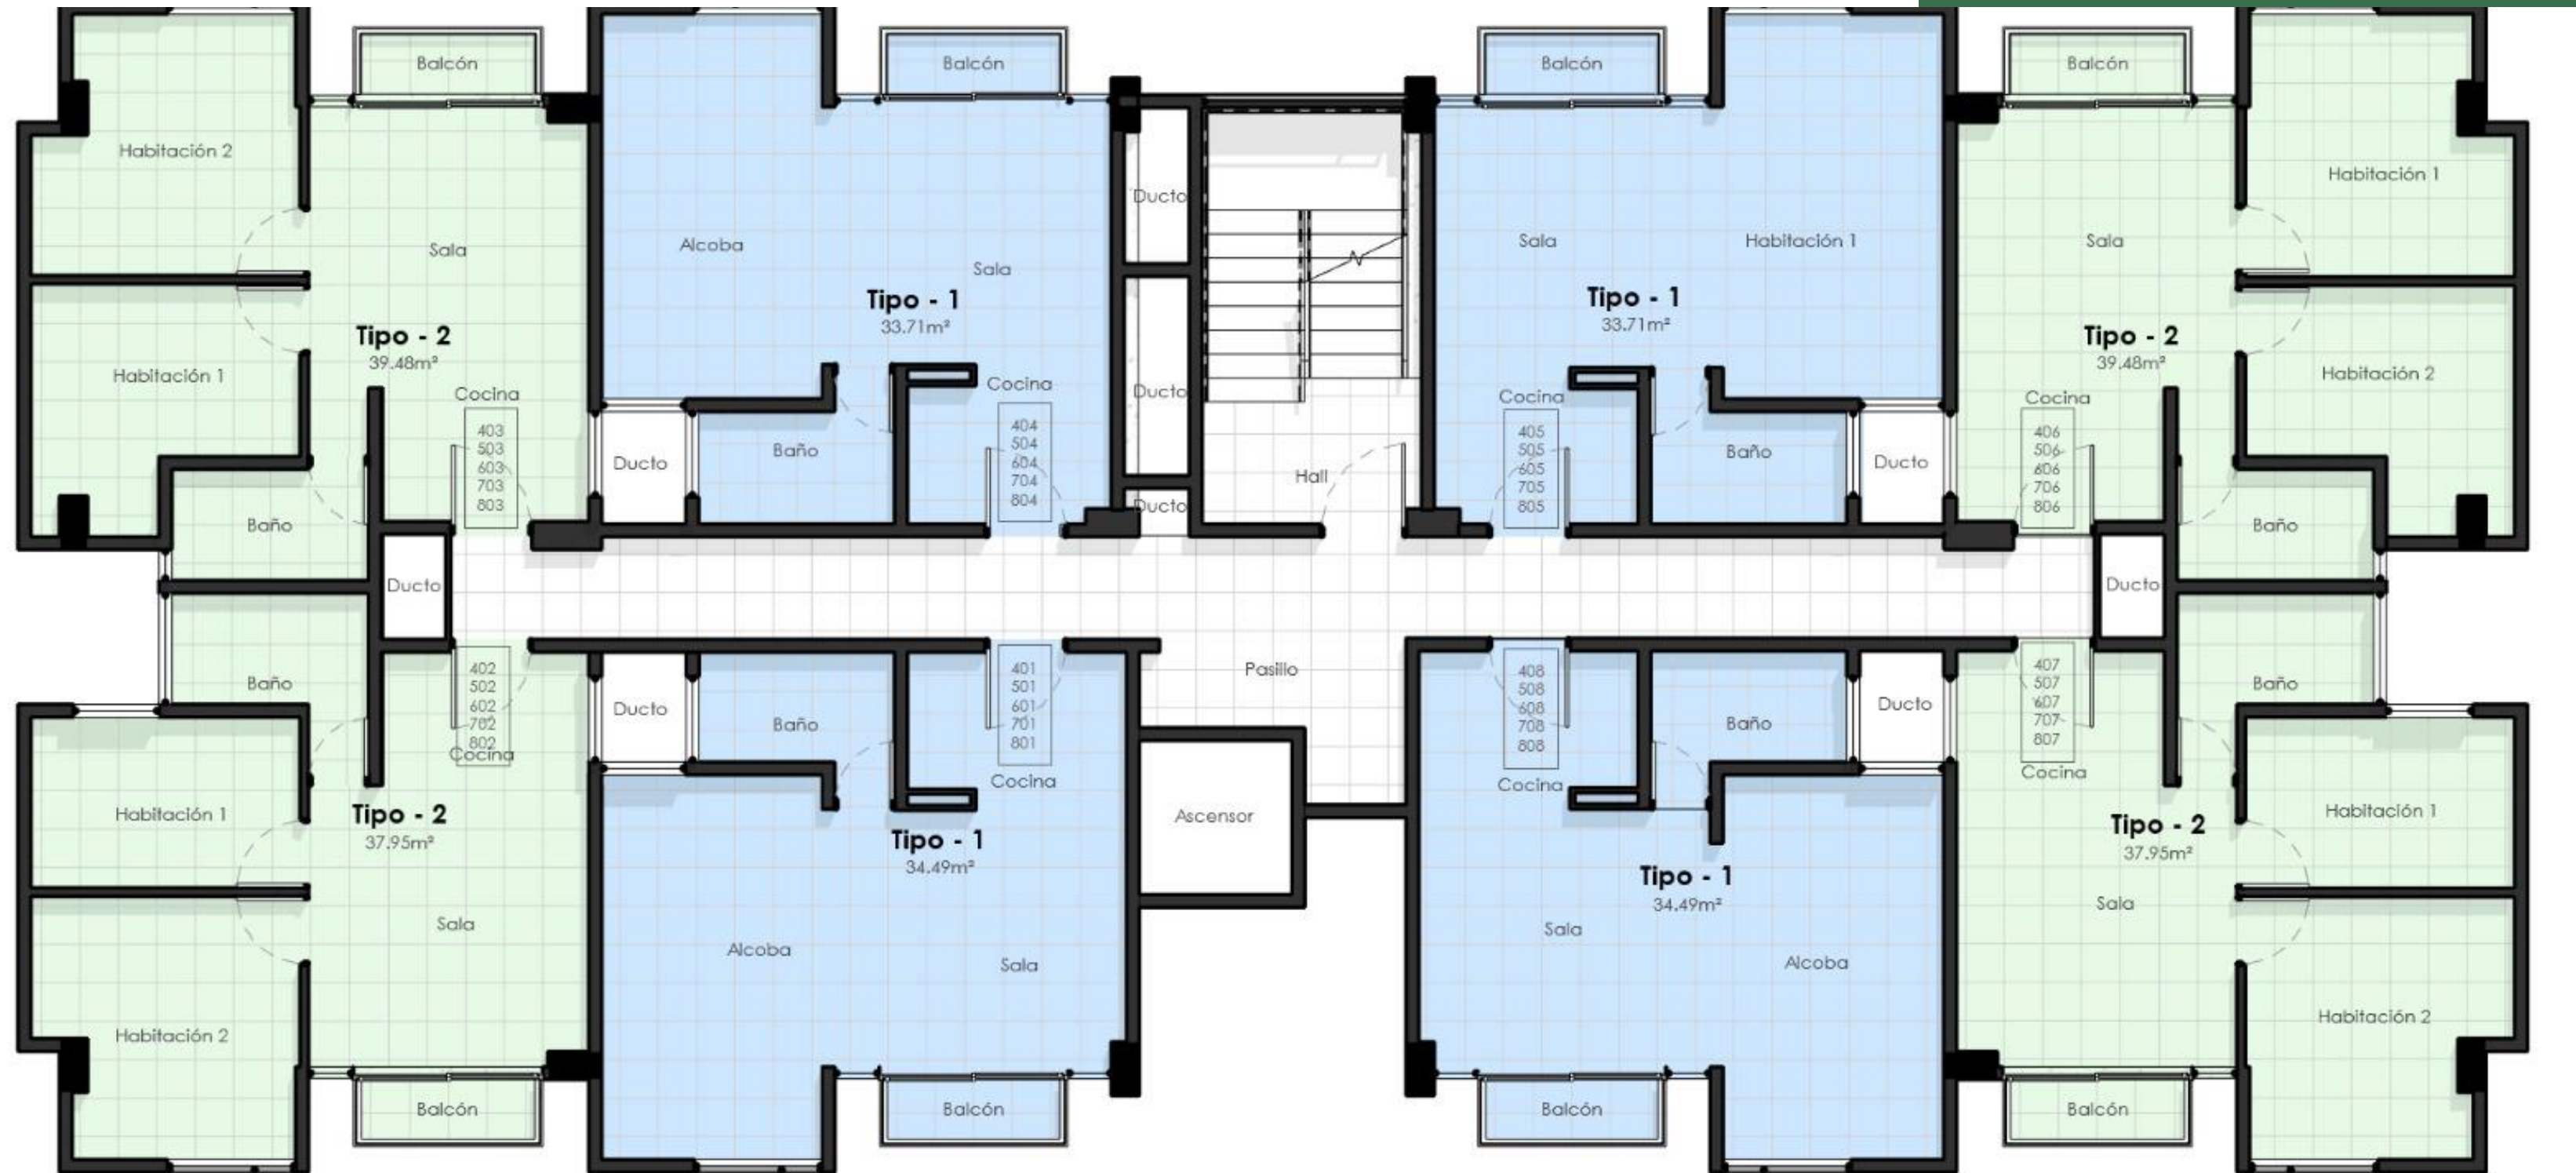 Balcón
Balcón
Balcón
Balcón
Habitación 2
Sala
Habitación 1
Tipo - 2
39.48m²
Cocina
403
503
603
703
803
Baño
Alcoba
Sala
Tipo - 1
33.71m²
Cocina
404
504
604
704
804
Ducto
Baño
Ducto
Ducto
Ducto
Hall
Sala
Habitación 1
Tipo - 1
33.71m²
Cocina
405
505
605
705
805
Baño
Ducto
Habitación 1
Sala
Tipo - 2
39.48m²
Habitación 2
Cocina
406
506
606
706
806
Baño
Ducto
Ducto
Baño
402
502
602
702
802
Cocina
Habitación 1
Tipo - 2
37.95m²
Sala
Habitación 2
Balcón
Ducto
Baño
401
501
601
701
801
Cocina
Tipo - 1
34.49m²
Alcoba
Sala
Balcón
Pasillo
Ascensor
408
508
608
708
808
Cocina
Baño
Ducto
Tipo - 1
34.49m²
Sala
Alcoba
Balcón
407
507
607
707
807
Cocina
Baño
Habitación 1
Tipo - 2
37.95m²
Sala
Habitación 2
Balcón